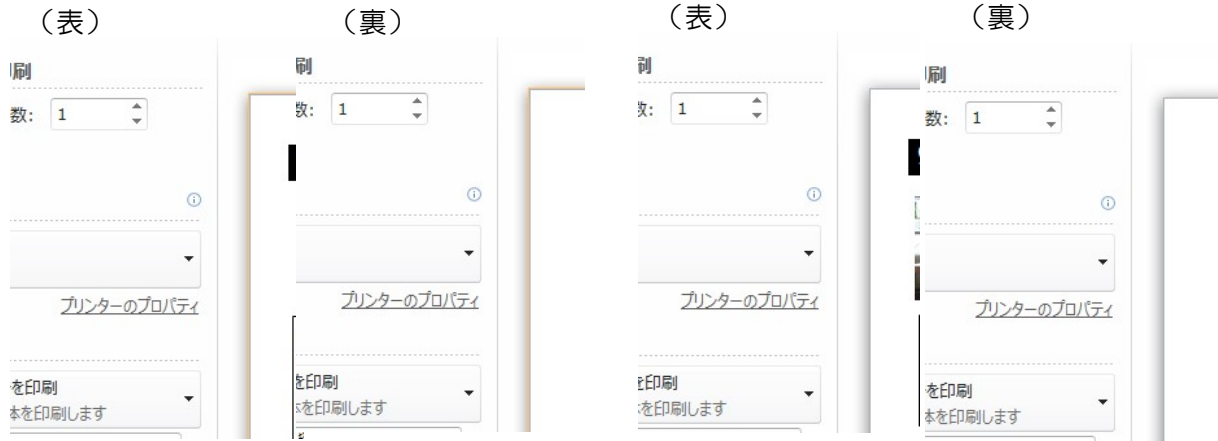 （表）
（裏）
（表）
（裏）
印刷
数: 1
プリンターのプロパティ
を印刷
体を印刷します
刷
数: 1
プリンターのプロパティ
を印刷
を印刷します
刷
数: 1
プリンターのプロパティ
を印刷
を印刷します
印刷
数: 1
プリンターのプロパティ
を印刷
体を印刷します